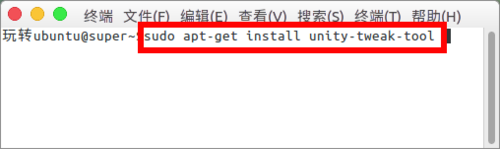 终端 文件(F) 编辑(E) 查看(V) 搜索(S) 终端(T) 帮助(H)
玩转ubuntu@super~$sudo apt-get install unity-tweak-tool